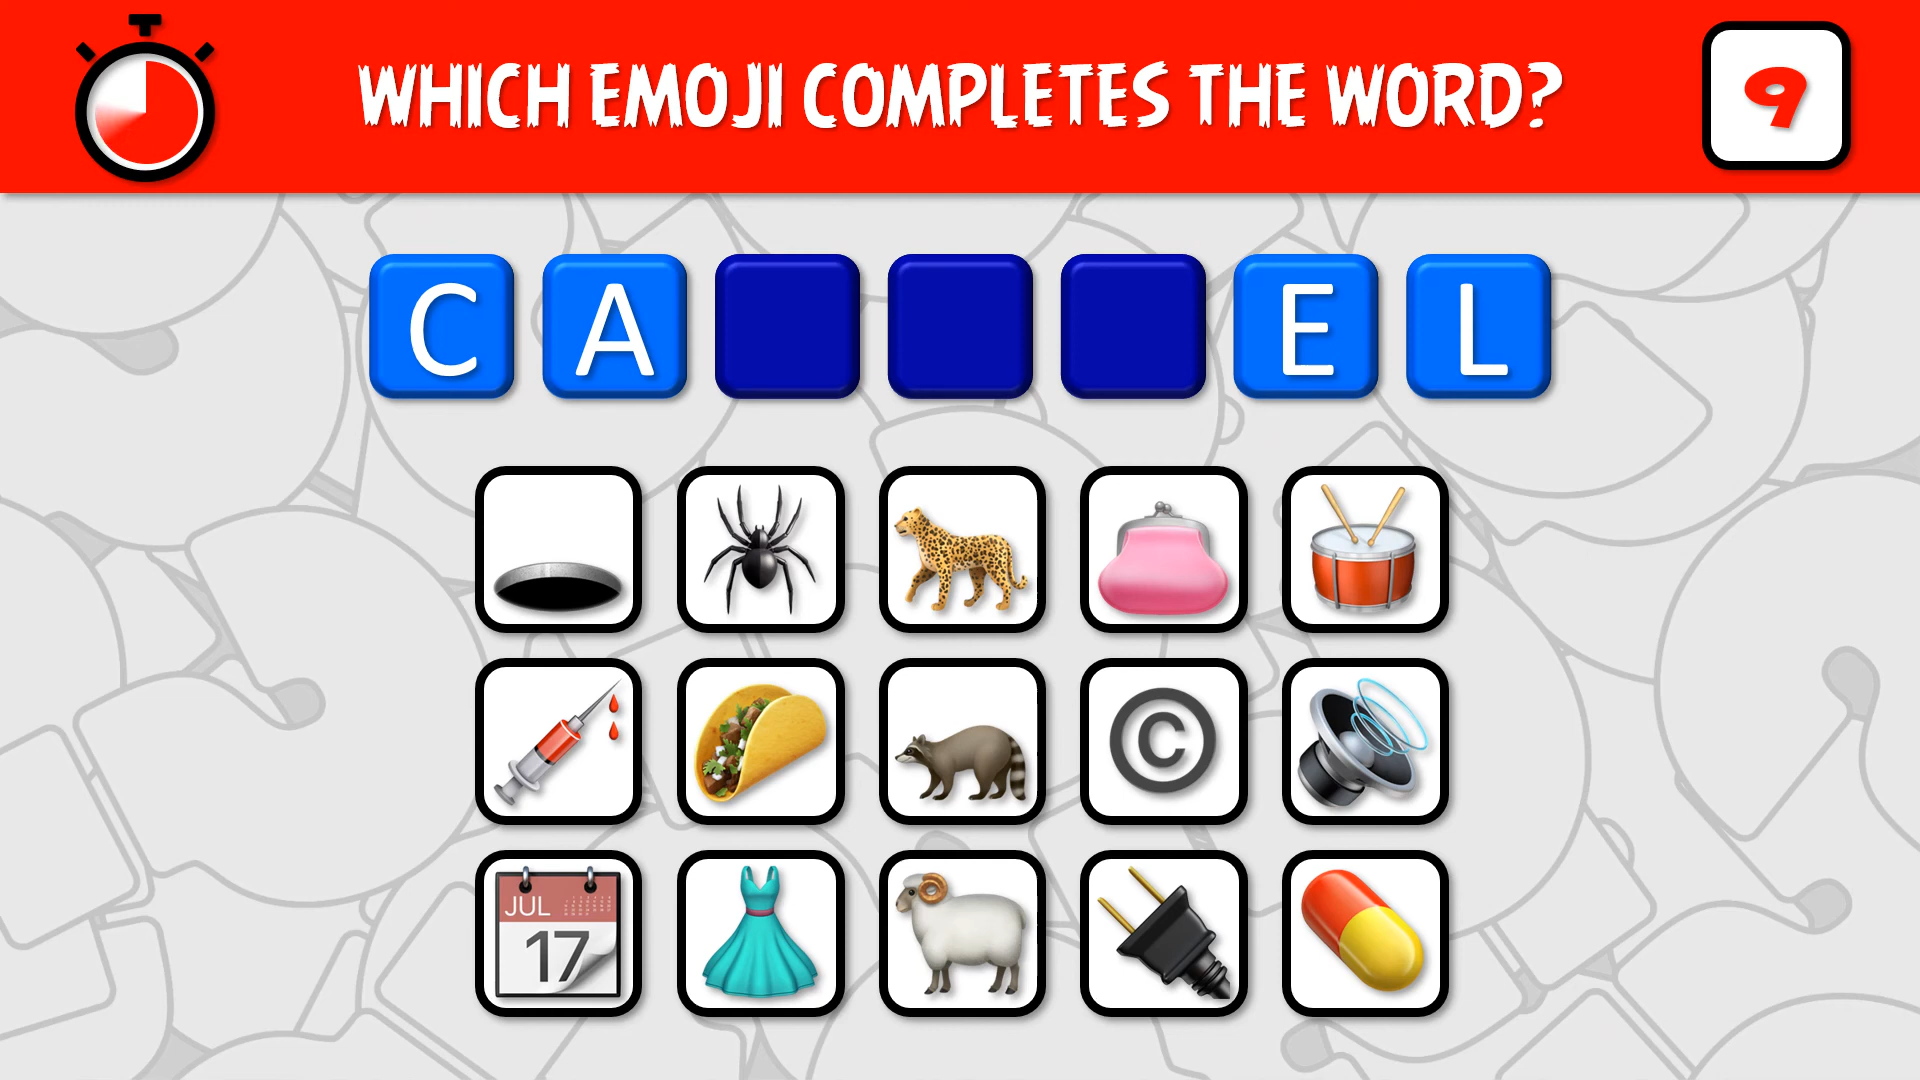 WHICH EMOJI COMPLETES THE WORD?
9
C A E L
©
JUL
17